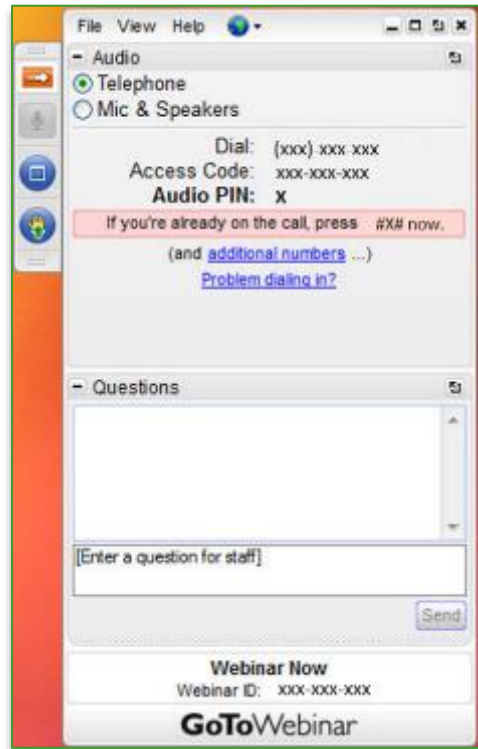 File View Help
Audio
Telephone
Mic & Speakers
Dial: (xxx) xxx xxx
Access Code: xxx-xxx-xxx
Audio PIN: x
If you're already on the call, press #X# now.
(and additional numbers ...)
Problem dialing in?
Questions
[Enter a question for staff]
Send
Webinar Now
Webinar ID: xxx-xxx-xxx
GoToWebinar